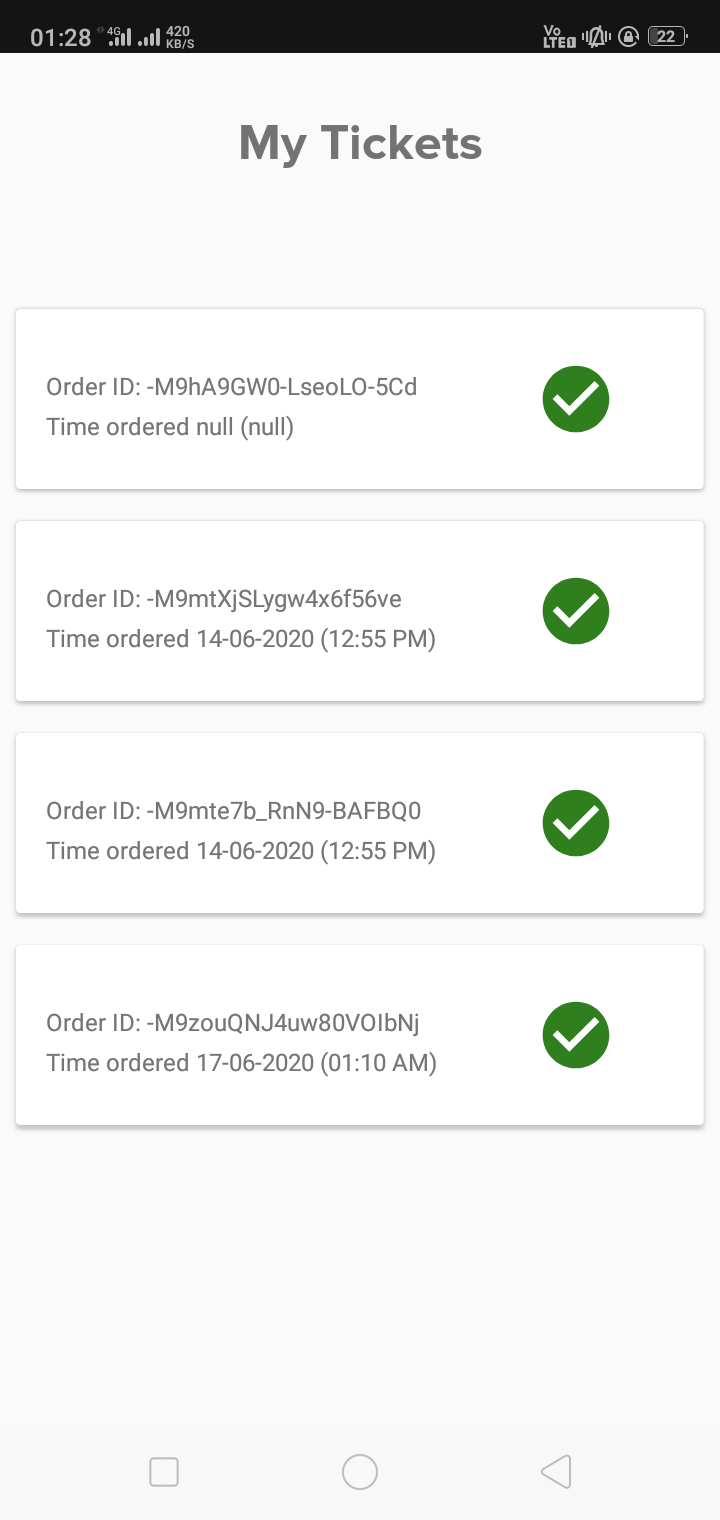 01:28 4G 420 KB/S Vo LTE 1 22
My Tickets
Order ID: -M9hA9GW0-LseoLO-5Cd
Time ordered null (null)
Order ID: -M9mtXjSLygw4x6f56ve
Time ordered 14-06-2020 (12:55 PM)
Order ID: -M9mte7b_RnN9-BAFBQ0
Time ordered 14-06-2020 (12:55 PM)
Order ID: -M9zouQNJ4uw80VOIbNj
Time ordered 17-06-2020 (01:10 AM)